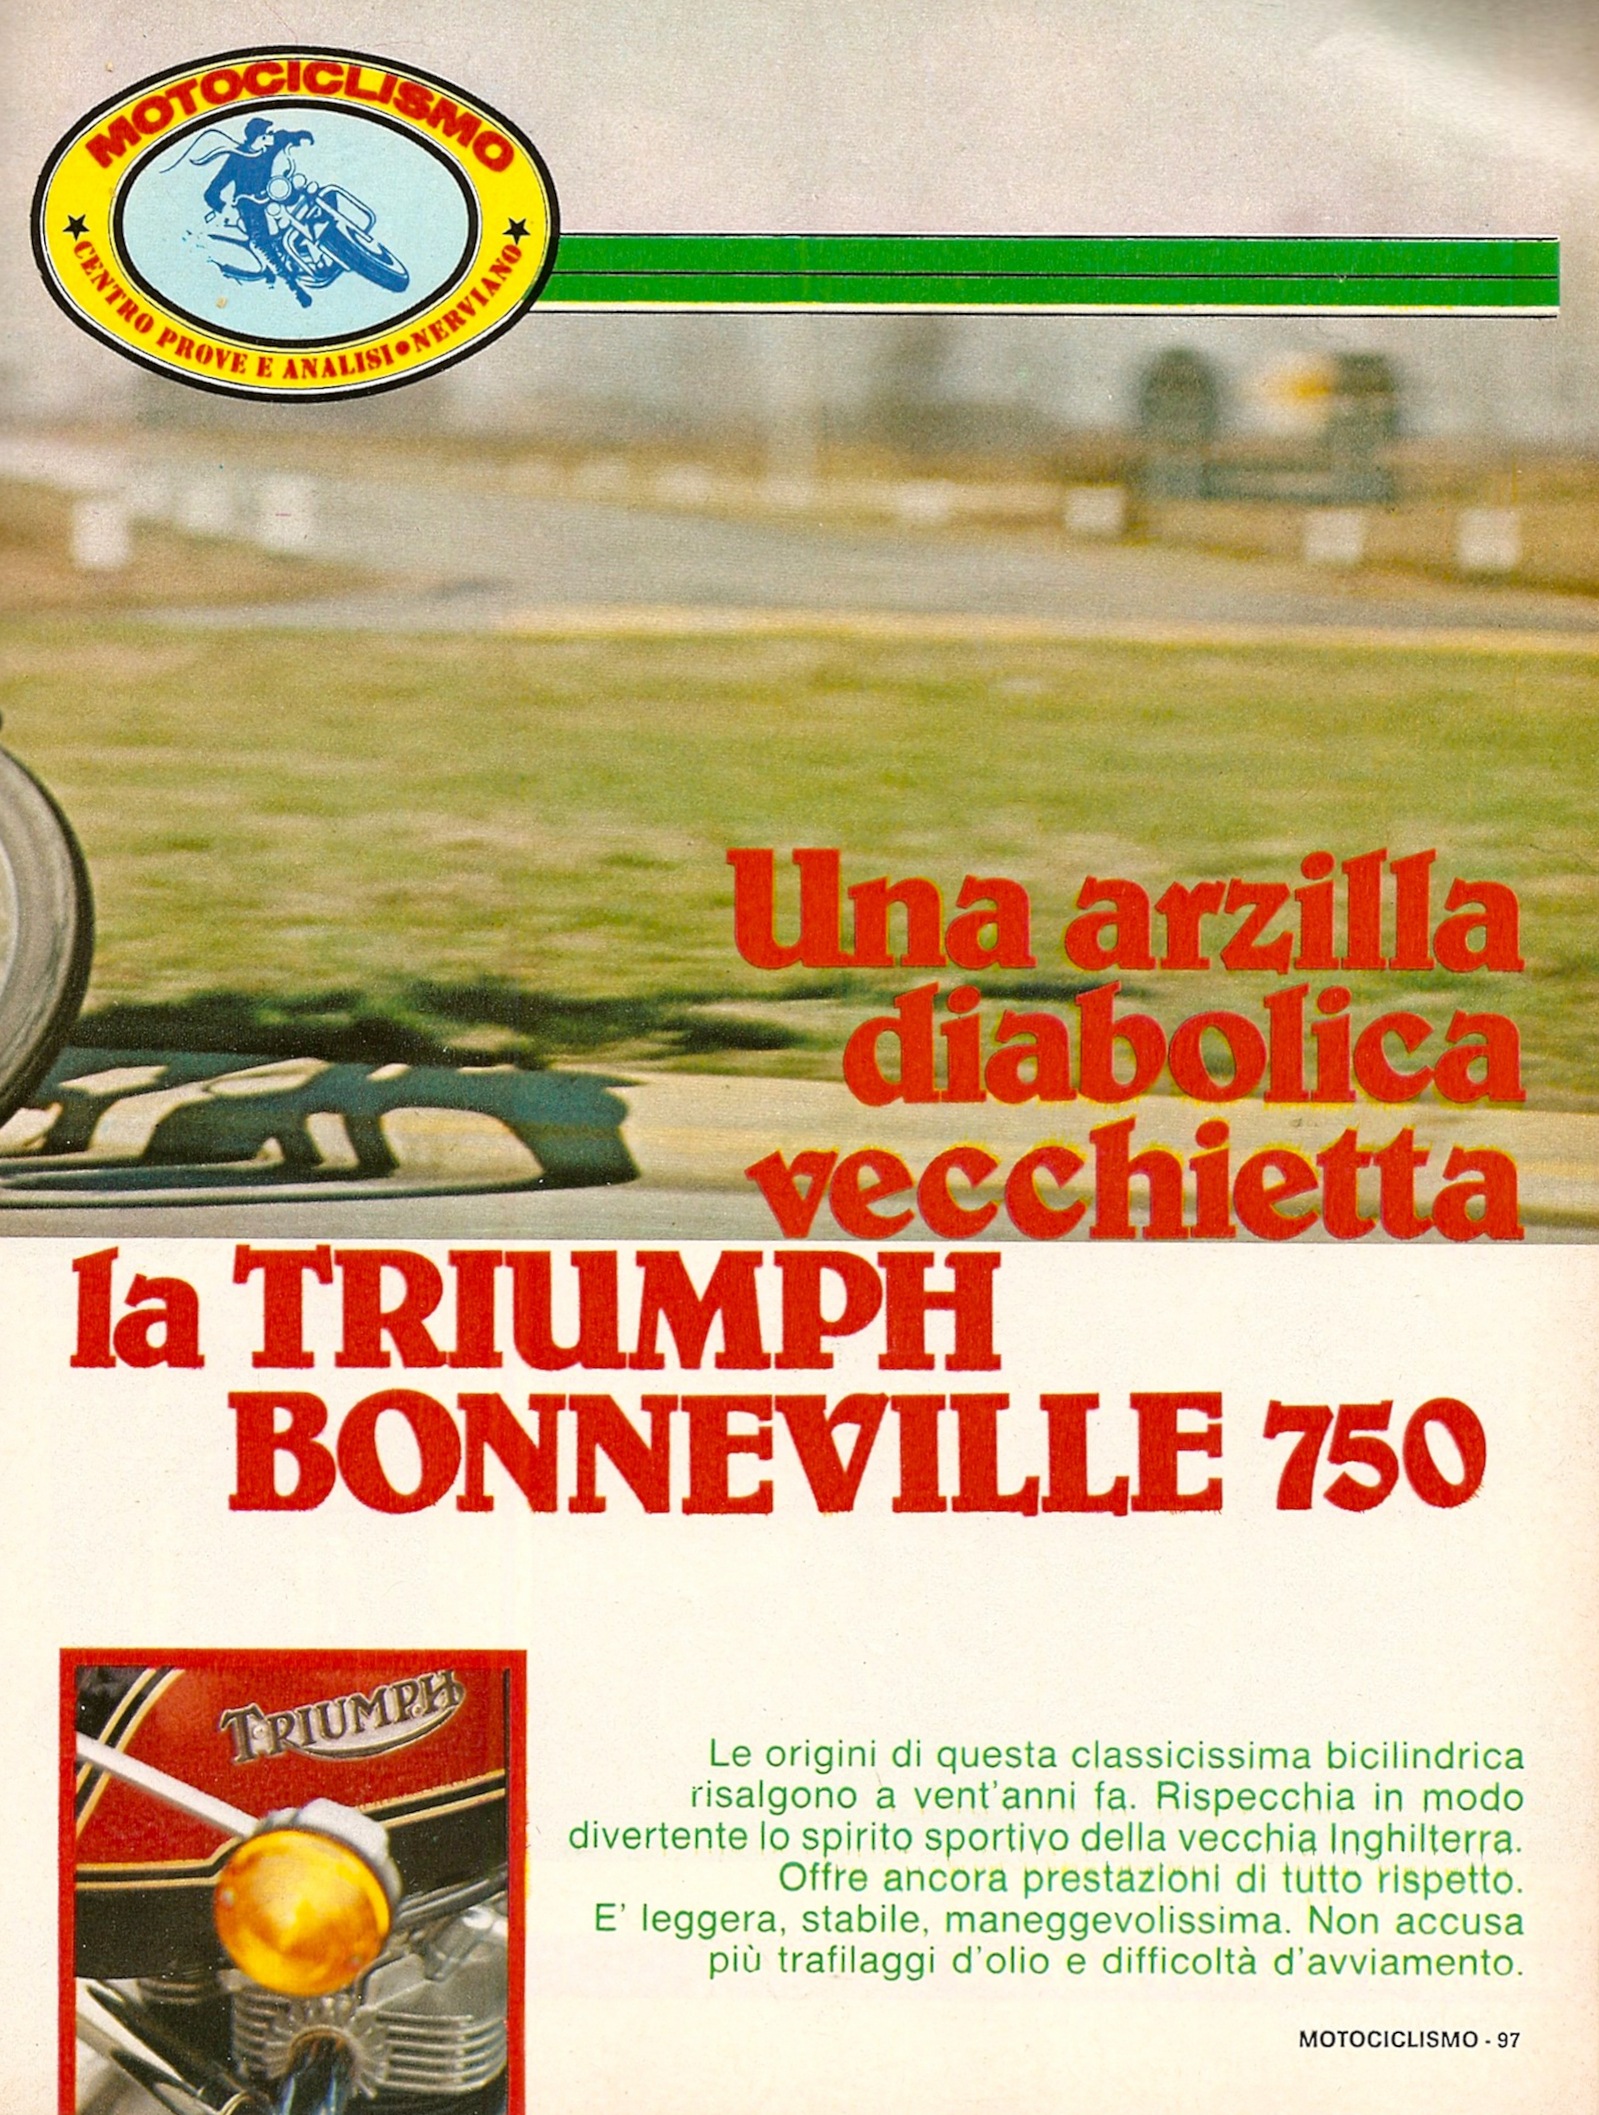 MOTOCICLISMO
CENTRO PROVE E ANALISI • NERVIANO
Una arzilla
diabolica
vecchietta
la TRIUMPH
BONNEVILLE 750
TRIUMPH
Le origini di questa classicissima bicilindrica
risalgono a vent'anni fa. Rispecchia in modo
divertente lo spirito sportivo della vecchia Inghilterra.
Offre ancora prestazioni di tutto rispetto.
E' leggera, stabile, maneggevolissima. Non accusa
più trafilaggi d'olio e difficoltà d'avviamento.
MOTOCICLISMO - 97